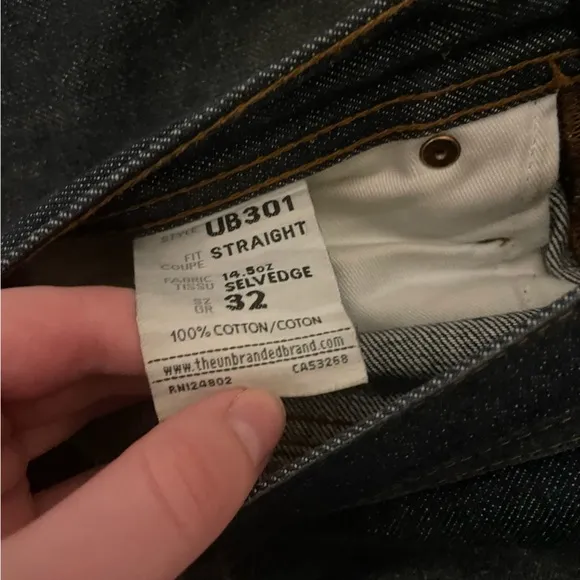 STYLE UB301
FIT STRAIGHT
COUPE
FABRIC 14.5oz
TISSU SELVEDGE
SZ 32
GR
100% COTTON/COTON
www.theunbrandedbrand.com
RN124802 CA53268